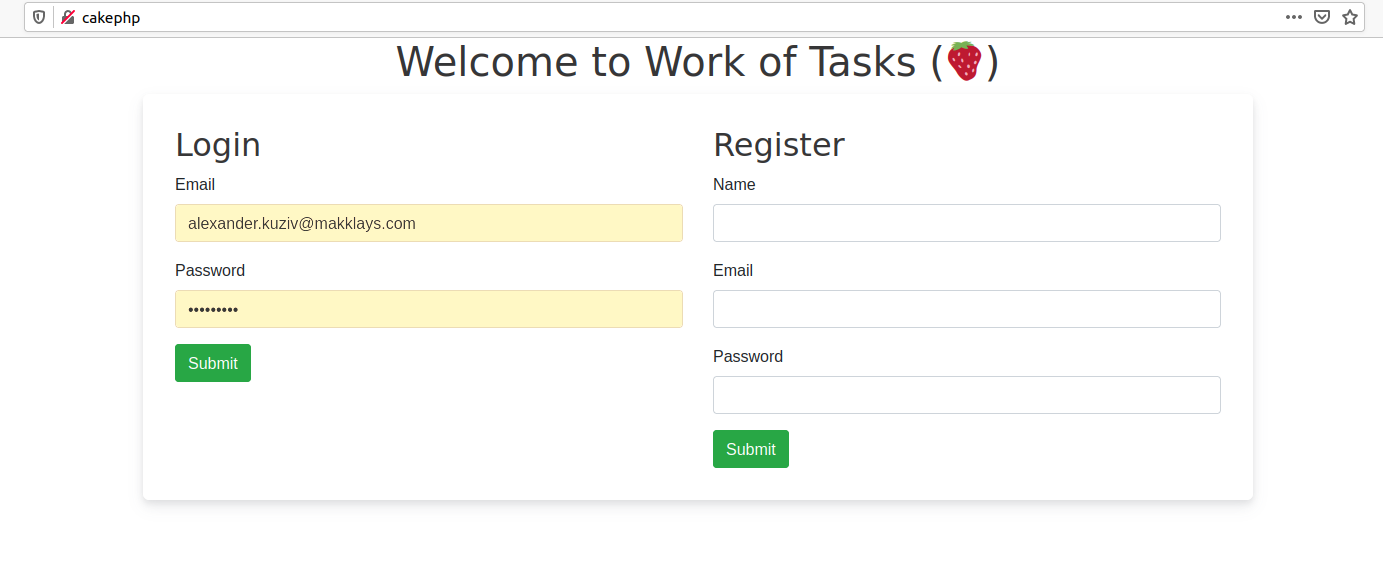 cakephp
Welcome to Work of Tasks (🍓)
Login
Email
alexander.kuziv@makklays.com
Password
•••••••••
Submit
Register
Name
Email
Password
Submit